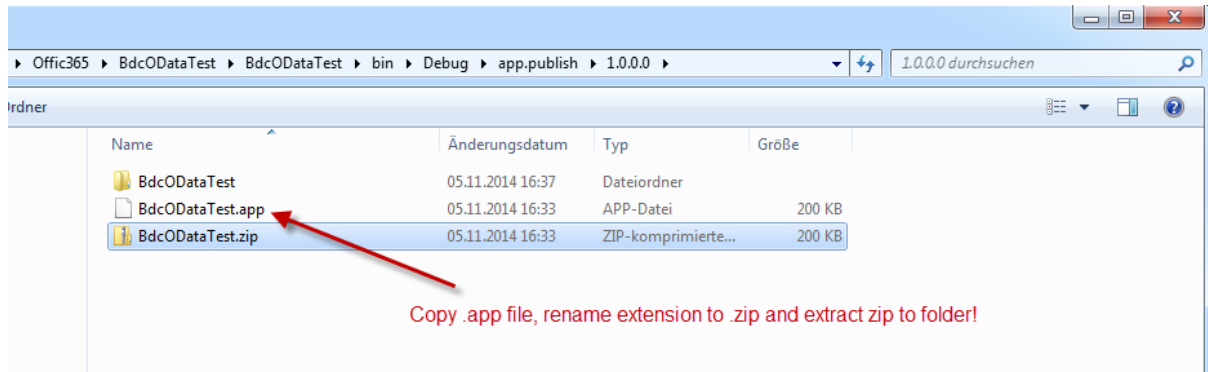 Offic365 ▸ BdcODataTest ▸ BdcODataTest ▸ bin ▸ Debug ▸ app.publish ▸ 1.0.0.0 ▸ 1.0.0.0 durchsuchen
Ordner
Name Änderungsdatum Typ Größe
BdcODataTest 05.11.2014 16:37 Dateiordner
BdcODataTest.app 05.11.2014 16:33 APP-Datei 200 KB
BdcODataTest.zip 05.11.2014 16:33 ZIP-komprimierte... 200 KB
Copy .app file, rename extension to .zip and extract zip to folder!